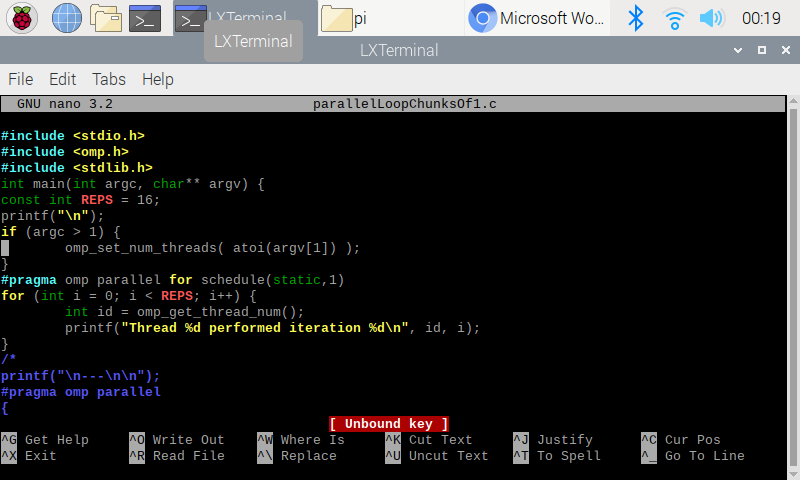 LXTerminal
pi
Microsoft Wo...
00:19
LXTerminal
LXTerminal
File Edit Tabs Help
GNU nano 3.2 parallelLoopChunksOf1.c
#include <stdio.h>
#include <omp.h>
#include <stdlib.h>
int main(int argc, char** argv) {
const int REPS = 16;
printf("\n");
if (argc > 1) {
omp_set_num_threads( atoi(argv[1]) );
}
#pragma omp parallel for schedule(static,1)
for (int i = 0; i < REPS; i++) {
int id = omp_get_thread_num();
printf("Thread %d performed iteration %d\n", id, i);
}
/*
printf("\n---\n\n");
#pragma omp parallel
{
[ Unbound key ]
^G Get Help ^O Write Out ^W Where Is ^K Cut Text ^J Justify ^C Cur Pos
^X Exit ^R Read File ^\ Replace ^U Uncut Text ^T To Spell ^_ Go To Line